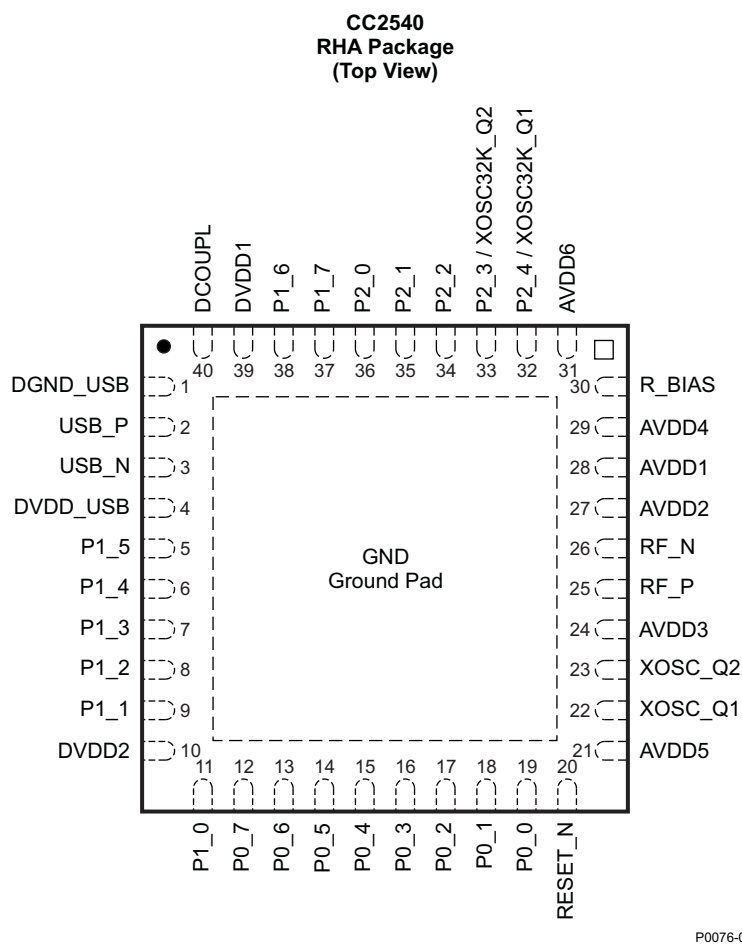 CC2540
RHA Package
(Top View)
DCOUPL
DVDD1
P1_6
P1_7
P2_0
P2_1
P2_2
P2_3 / XOSC32K_Q2
P2_4 / XOSC32K_Q1
AVDD6
40
39
38
37
36
35
34
33
32
31
DGND_USB 1
USB_P 2
USB_N 3
DVDD_USB 4
P1_5 5
P1_4 6
P1_3 7
P1_2 8
P1_1 9
DVDD2 10
GND
Ground Pad
30 R_BIAS
29 AVDD4
28 AVDD1
27 AVDD2
26 RF_N
25 RF_P
24 AVDD3
23 XOSC_Q2
22 XOSC_Q1
21 AVDD5
11
12
13
14
15
16
17
18
19
20
P1_0
P0_7
P0_6
P0_5
P0_4
P0_3
P0_2
P0_1
P0_0
RESET_N